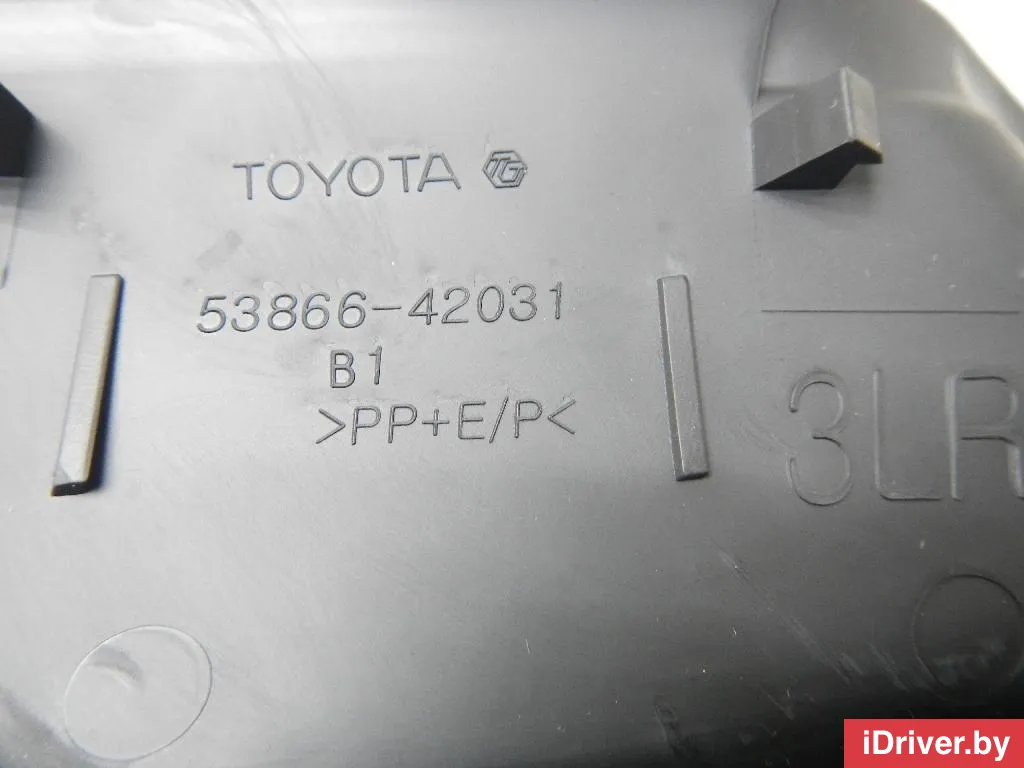 TOYOTA TG
53866-42031
B1
>PP+E/P<
3LR
iDriver.by